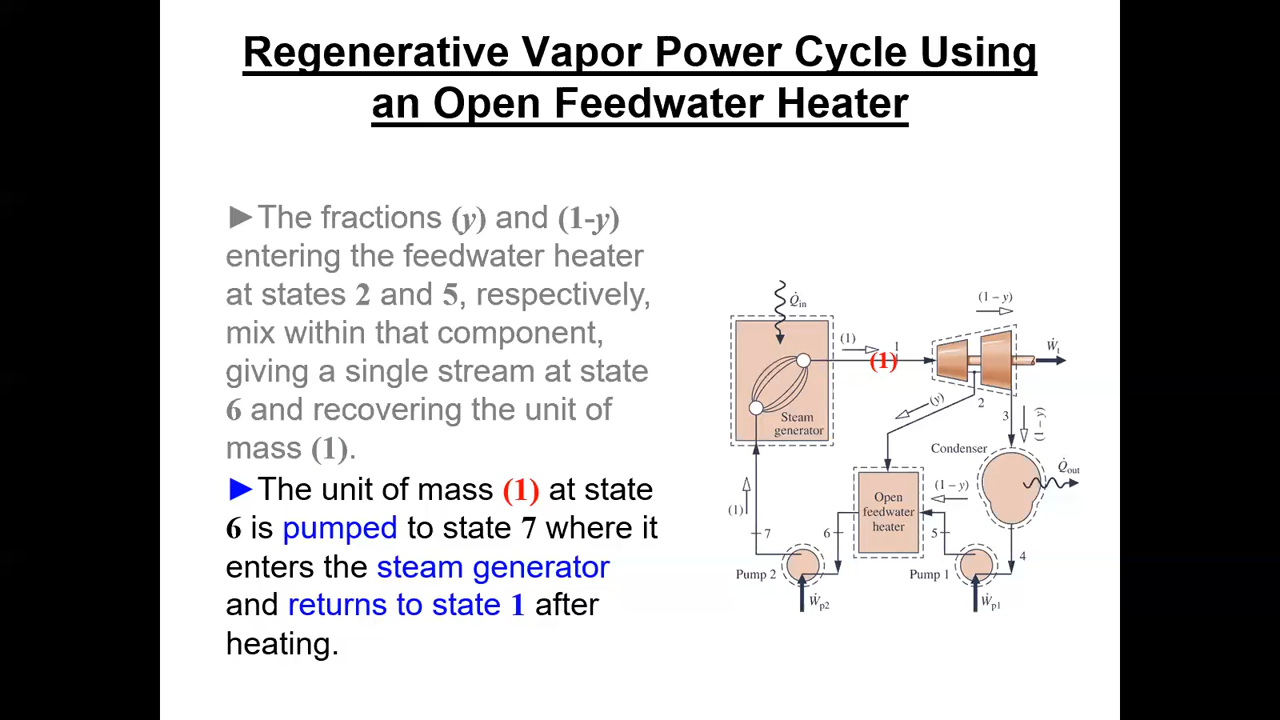 Regenerative Vapor Power Cycle Using
an Open Feedwater Heater
►The fractions (y) and (1-y)
entering the feedwater heater
at states 2 and 5, respectively,
mix within that component,
giving a single stream at state
6 and recovering the unit of
mass (1).
►The unit of mass (1) at state
6 is pumped to state 7 where it
enters the steam generator
and returns to state 1 after
heating.
Q̇in
(1 – y)
(1)
1
(1)
Ẇt
Steam
generator
(y)
2
3
(1–y)
Condenser
Q̇out
(1 – y)
Open
feedwater
heater
(1)
7
6
5
4
Pump 2
Pump 1
Ẇp2
Ẇp1